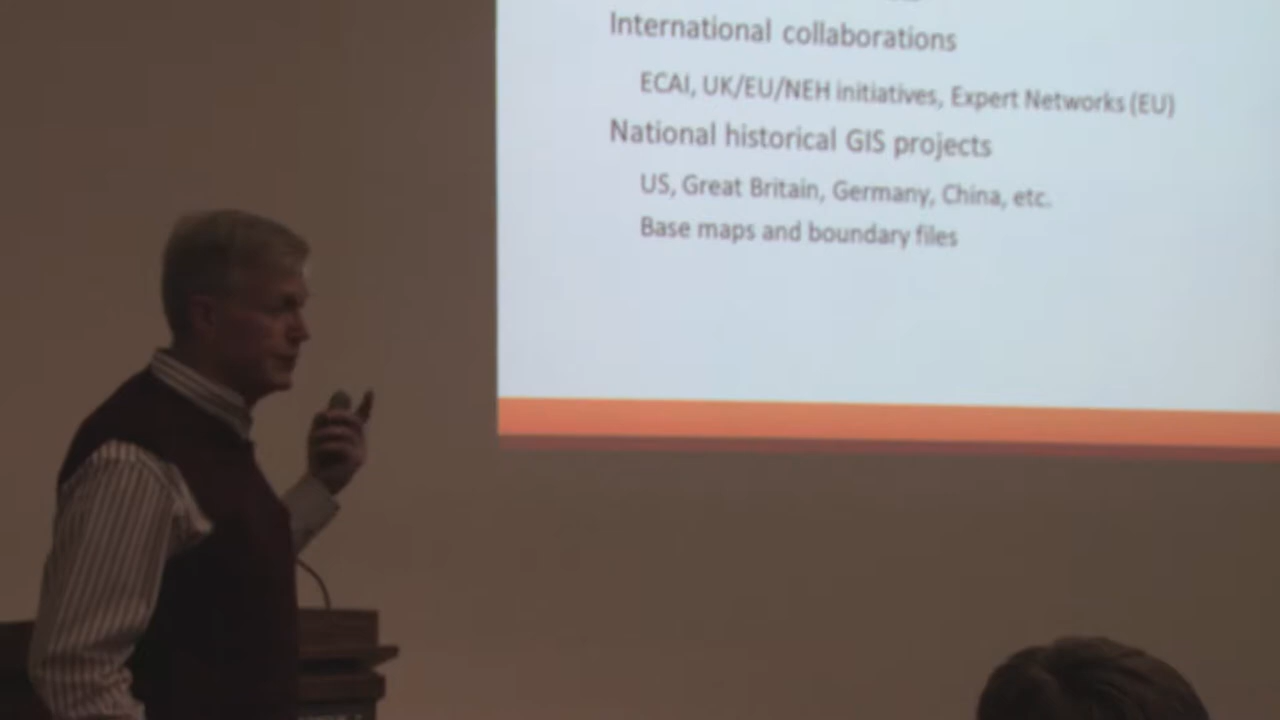 International collaborations
ECAI, UK/EU/NEH initiatives, Expert Networks (EU)
National historical GIS projects
US, Great Britain, Germany, China, etc.
Base maps and boundary files